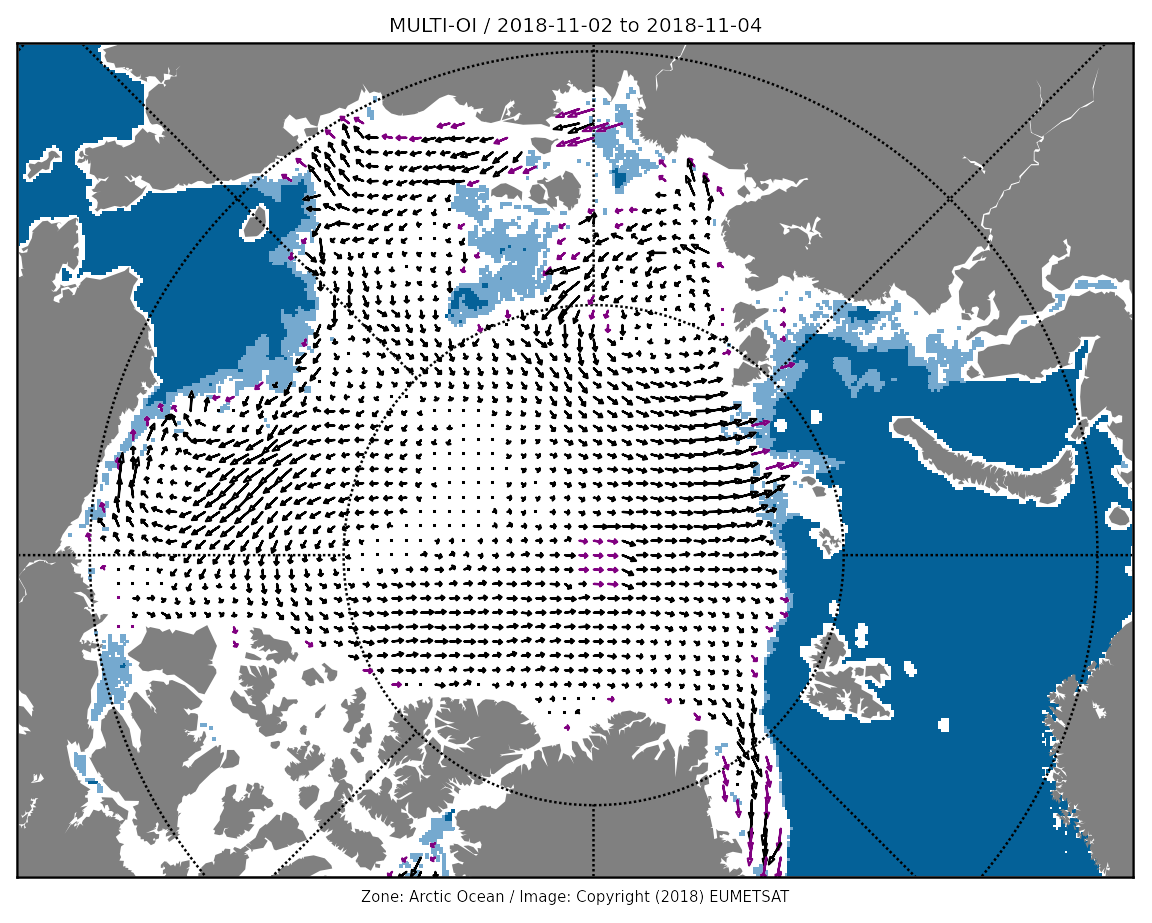 MULTI-OI / 2018-11-02 to 2018-11-04
Zone: Arctic Ocean / Image: Copyright (2018) EUMETSAT